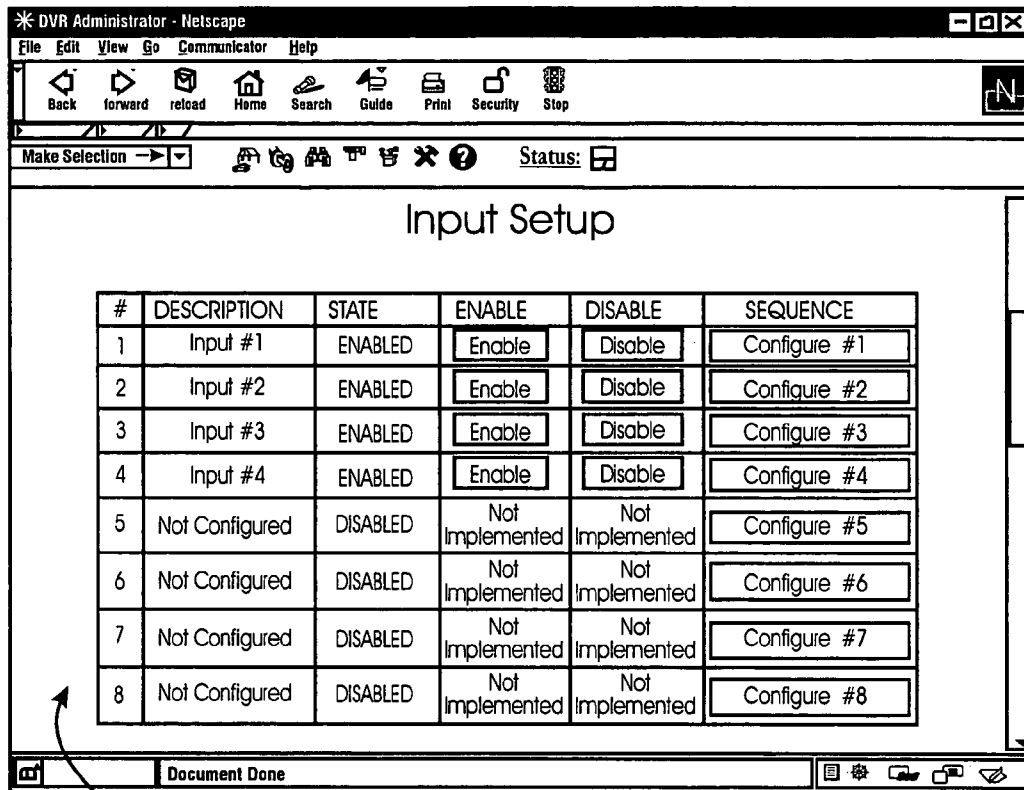 DVR Administrator - Netscape
File Edit View Go Communicator Help
Back forward reload Home Search Guide Print Security Stop
N
Make Selection
Status:
Input Setup
# DESCRIPTION STATE ENABLE DISABLE SEQUENCE
1 Input #1 ENABLED Enable Disable Configure #1
2 Input #2 ENABLED Enable Disable Configure #2
3 Input #3 ENABLED Enable Disable Configure #3
4 Input #4 ENABLED Enable Disable Configure #4
5 Not Configured DISABLED Not Implemented Not Implemented Configure #5
6 Not Configured DISABLED Not Implemented Not Implemented Configure #6
7 Not Configured DISABLED Not Implemented Not Implemented Configure #7
8 Not Configured DISABLED Not Implemented Not Implemented Configure #8
Document Done